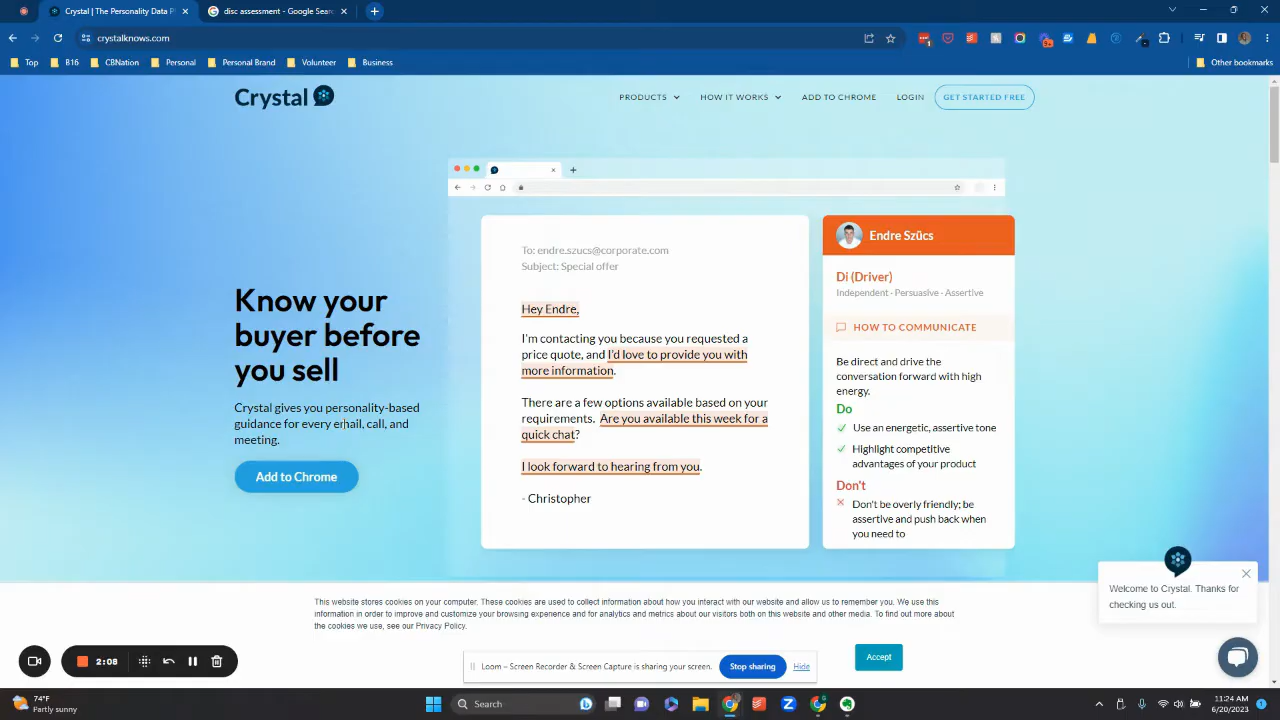 Crystal | The Personality Data P
disc assessment - Google Searc
crystalknows.com
Top
B16
CBNation
Personal
Personal Brand
Volunteer
Business
Other bookmarks
Crystal
PRODUCTS
HOW IT WORKS
ADD TO CHROME
LOGIN
GET STARTED FREE
Know your
buyer before
you sell
Crystal gives you personality-based
guidance for every email, call, and
meeting.
Add to Chrome
To: endre.szucs@corporate.com
Subject: Special offer
Hey Endre,
I'm contacting you because you requested a
price quote, and I'd love to provide you with
more information.
There are a few options available based on your
requirements. Are you available this week for a
quick chat?
I look forward to hearing from you.
- Christopher
Endre Szűcs
Di (Driver)
Independent - Persuasive - Assertive
HOW TO COMMUNICATE
Be direct and drive the
conversation forward with high
energy.
Do
Use an energetic, assertive tone
Highlight competitive
advantages of your product
Don't
Don't be overly friendly; be
assertive and push back when
you need to
Welcome to Crystal. Thanks for
checking us out.
This website stores cookies on your computer. These cookies are used to collect information about how you interact with our website and allow us to remember you. We use this
information in order to improve and customize your browsing experience and for analytics and metrics about our visitors both on this website and other media. To find out more about
the cookies we use, see our Privacy Policy.
Accept
2:08
Loom – Screen Recorder & Screen Capture is sharing your screen.
Stop sharing
Hide
74°F
Partly sunny
Search
11:24 AM
6/20/2023